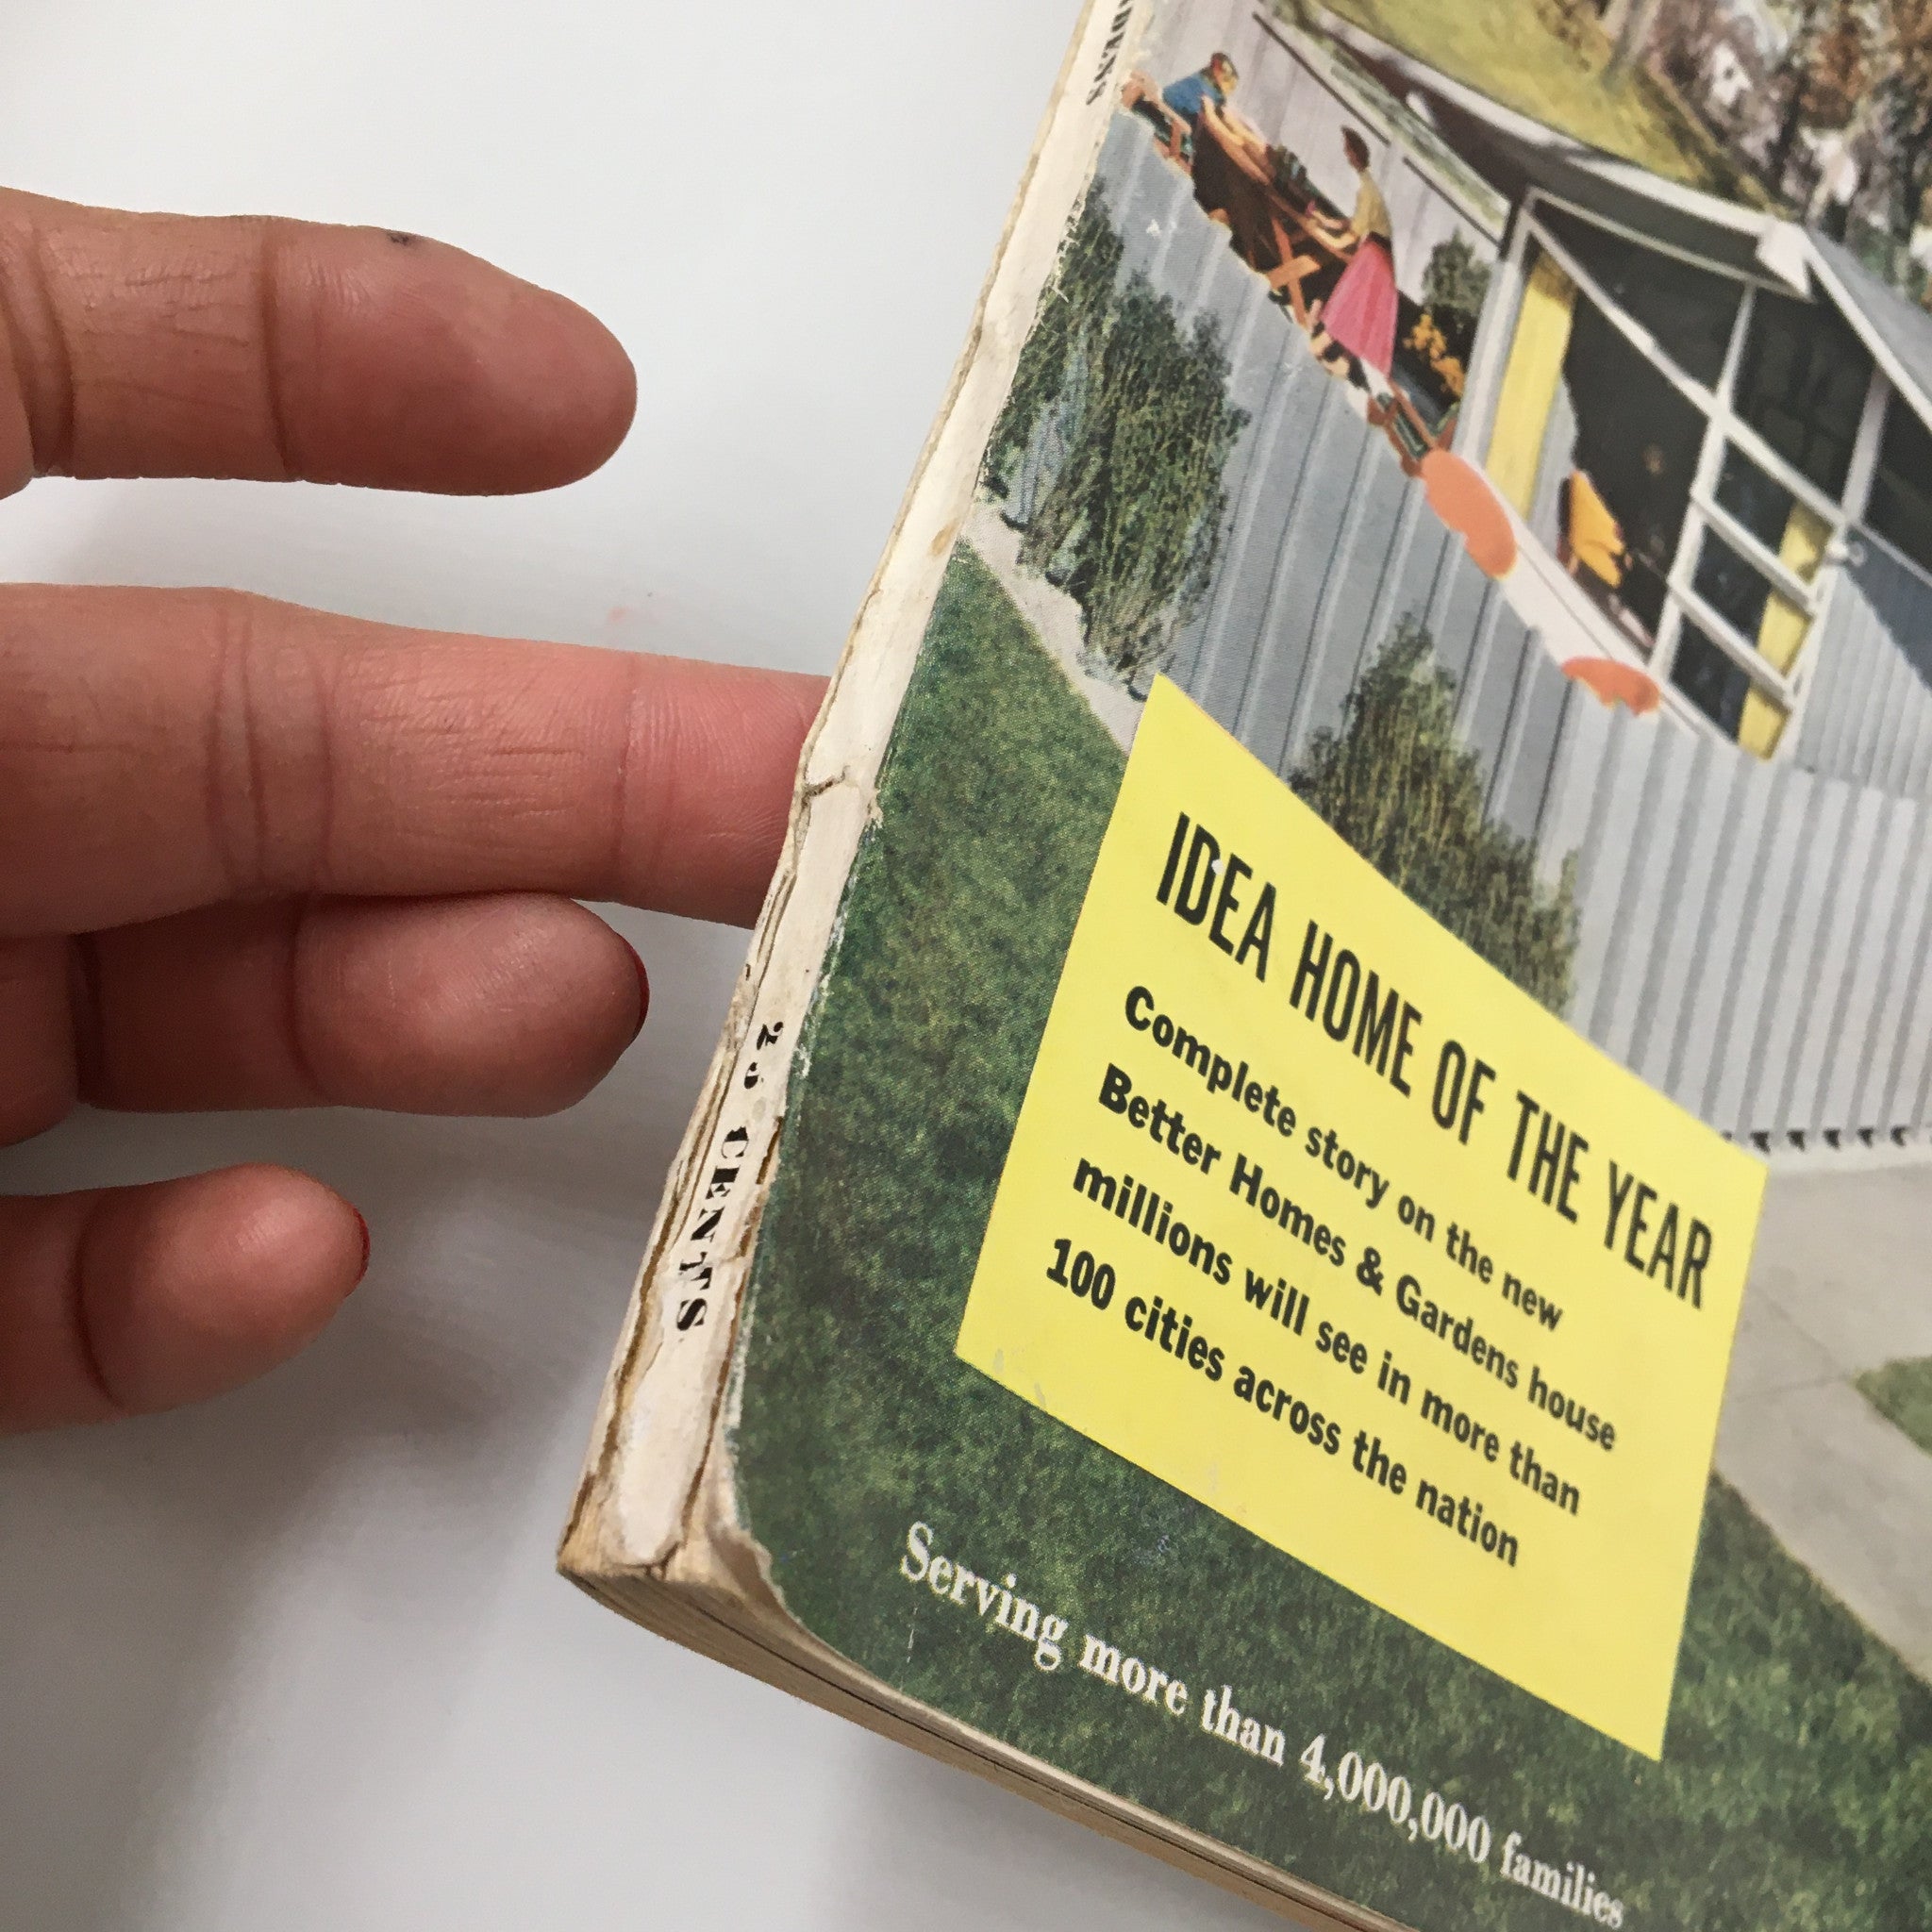 IDEA HOME OF THE YEAR
Complete story on the new
Better Homes & Gardens house
millions will see in more than
100 cities across the nation
Serving more than 4,000,000 families
25 CENTS